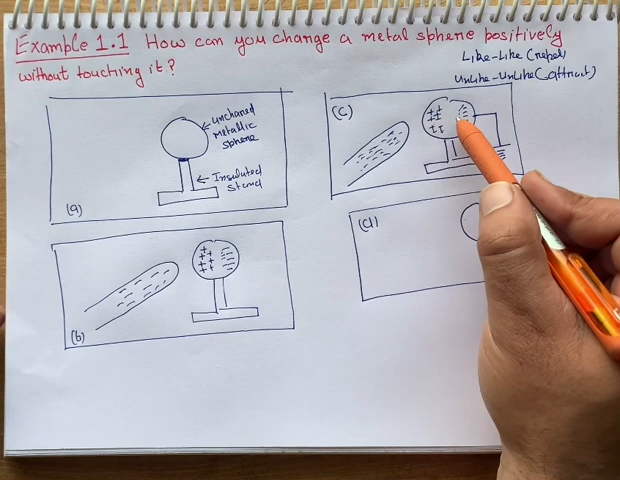 Example 1.1 How can you change a metal sphere positively
without touching it?
Like-Like (repel)
Unlike-Unlike (attract)
(a)
unchared
metallic
sphere
Insulated
stand
(b)
(c)
(d)